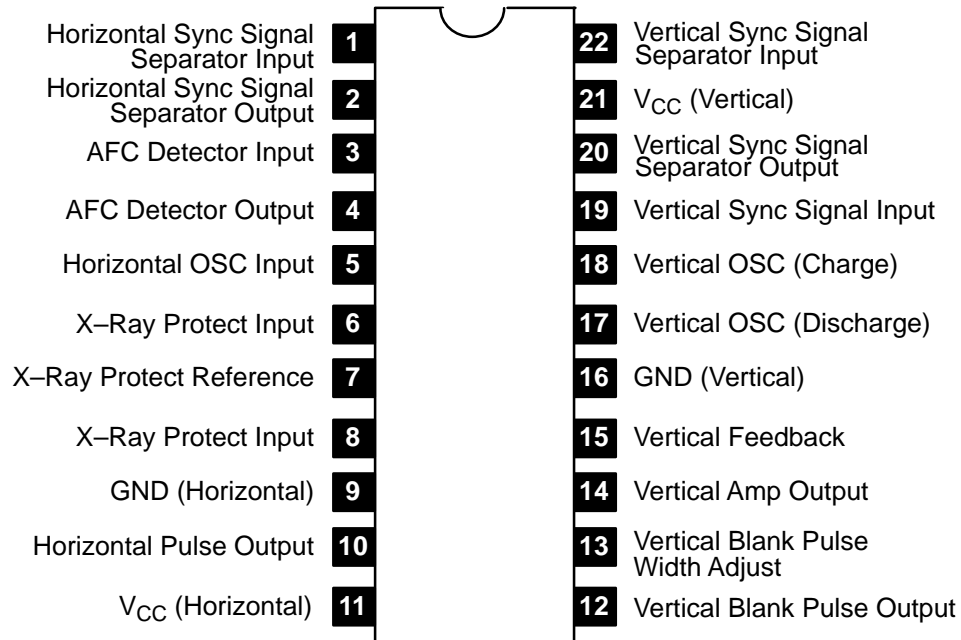 Horizontal Sync Signal
Separator Input
1
22
Vertical Sync Signal
Separator Input
Horizontal Sync Signal
Separator Output
2
21
VCC (Vertical)
AFC Detector Input
3
20
Vertical Sync Signal
Separator Output
AFC Detector Output
4
19
Vertical Sync Signal Input
Horizontal OSC Input
5
18
Vertical OSC (Charge)
X–Ray Protect Input
6
17
Vertical OSC (Discharge)
X–Ray Protect Reference
7
16
GND (Vertical)
X–Ray Protect Input
8
15
Vertical Feedback
GND (Horizontal)
9
14
Vertical Amp Output
Horizontal Pulse Output
10
13
Vertical Blank Pulse
Width Adjust
VCC (Horizontal)
11
12
Vertical Blank Pulse Output